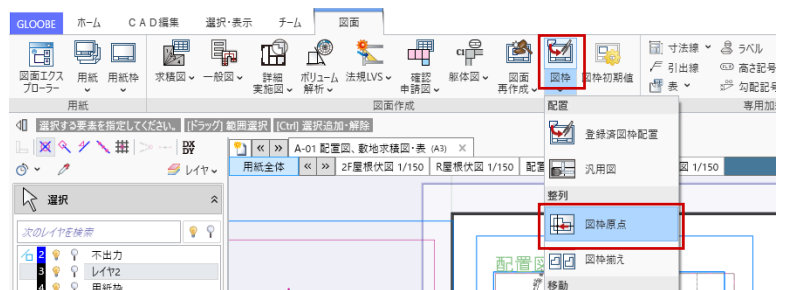 GLOOBE ホーム CAD編集 選択・表示 チーム 図面
図面エクスプローラー 用紙 用紙枠 求積図 一般図 詳細実施図 ボリューム解析 法規LVS 確認申請図 躯体図 図面再作成 図枠 図枠初期値 寸法線 引出線 表 ラベル 高さ記号 勾配記号
用紙 図面作成 配置 専用加
選択する要素を指定してください。 [ドラッグ] 範囲選択 [Ctrl] 選択追加・解除
登録済図枠配置
DX
DY
A-01 配置図、敷地求積図・表 (A3)
レイヤ 用紙全体 2F屋根伏図 1/150 R屋根伏図 1/150 配置 汎用図 図 1/150
選択 整列
次のレイヤを検索 図枠原点
2 不出力
3 レイヤ2
配置図 図枠揃え
4 用紙枠 移動